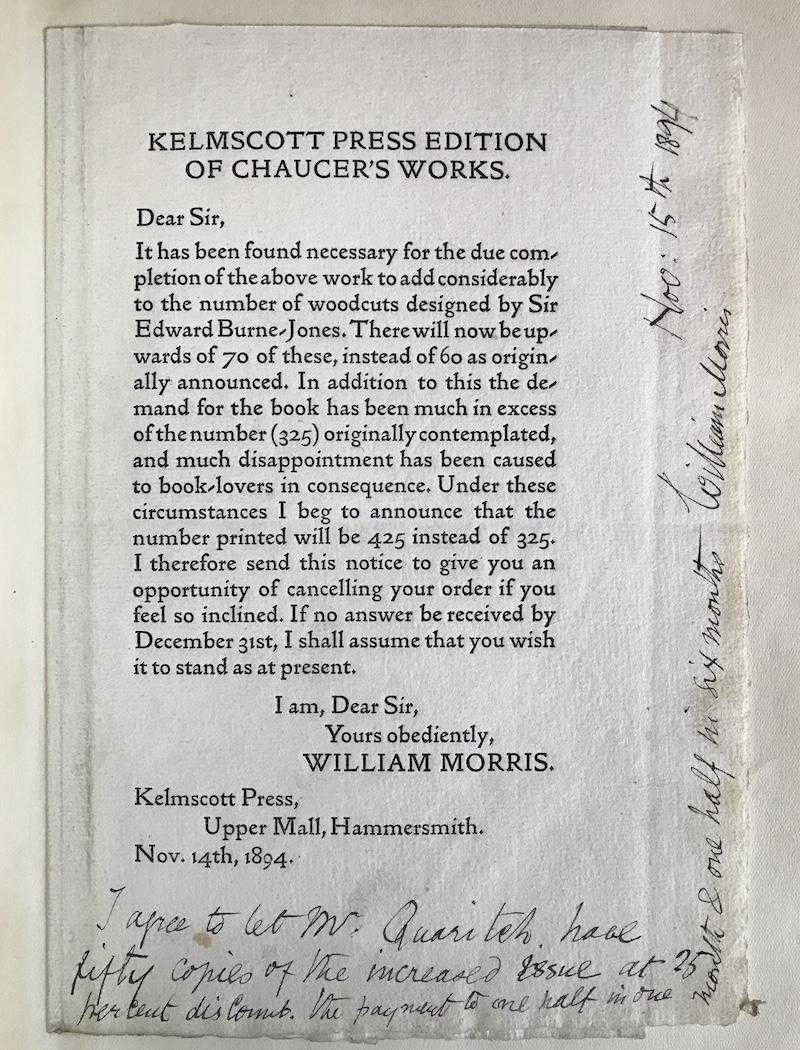 KELMSCOTT PRESS EDITION
OF CHAUCER'S WORKS.
Dear Sir,
It has been found necessary for the due com-
pletion of the above work to add considerably
to the number of woodcuts designed by Sir
Edward Burne-Jones. There will now be up-
wards of 70 of these, instead of 60 as origin-
ally announced. In addition to this the de-
mand for the book has been much in excess
of the number (325) originally contemplated,
and much disappointment has been caused
to book-lovers in consequence. Under these
circumstances I beg to announce that the
number printed will be 425 instead of 325.
I therefore send this notice to give you an
opportunity of cancelling your order if you
feel so inclined. If no answer be received by
December 31st, I shall assume that you wish
it to stand as at present.
I am, Dear Sir,
Yours obediently,
WILLIAM MORRIS.
Kelmscott Press,
Upper Mall, Hammersmith.
Nov. 14th, 1894.
I agree to let Mr. Quaritch have
fifty copies of the increased issue at 25
per cent discount. the payment to one half in one
month & one half in six months William Morris
Nov: 15th 1894